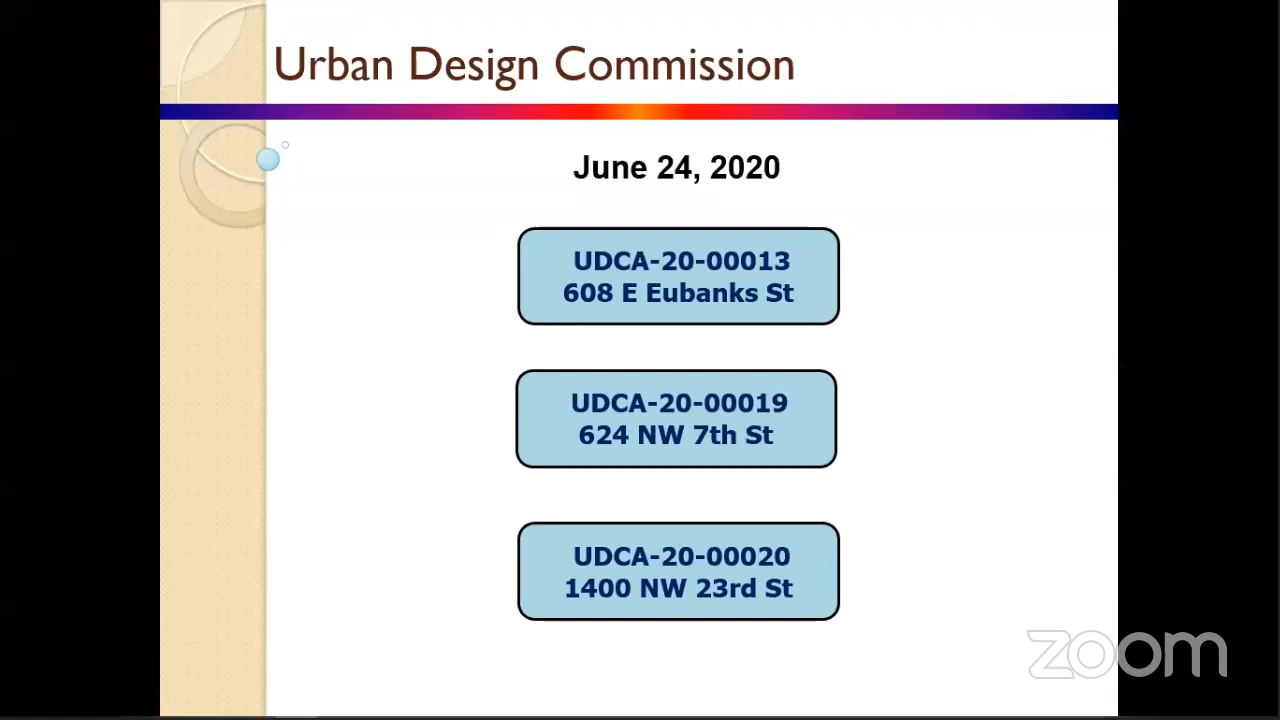 Urban Design Commission
June 24, 2020
UDCA-20-00013
608 E Eubanks St
UDCA-20-00019
624 NW 7th St
UDCA-20-00020
1400 NW 23rd St
zoom